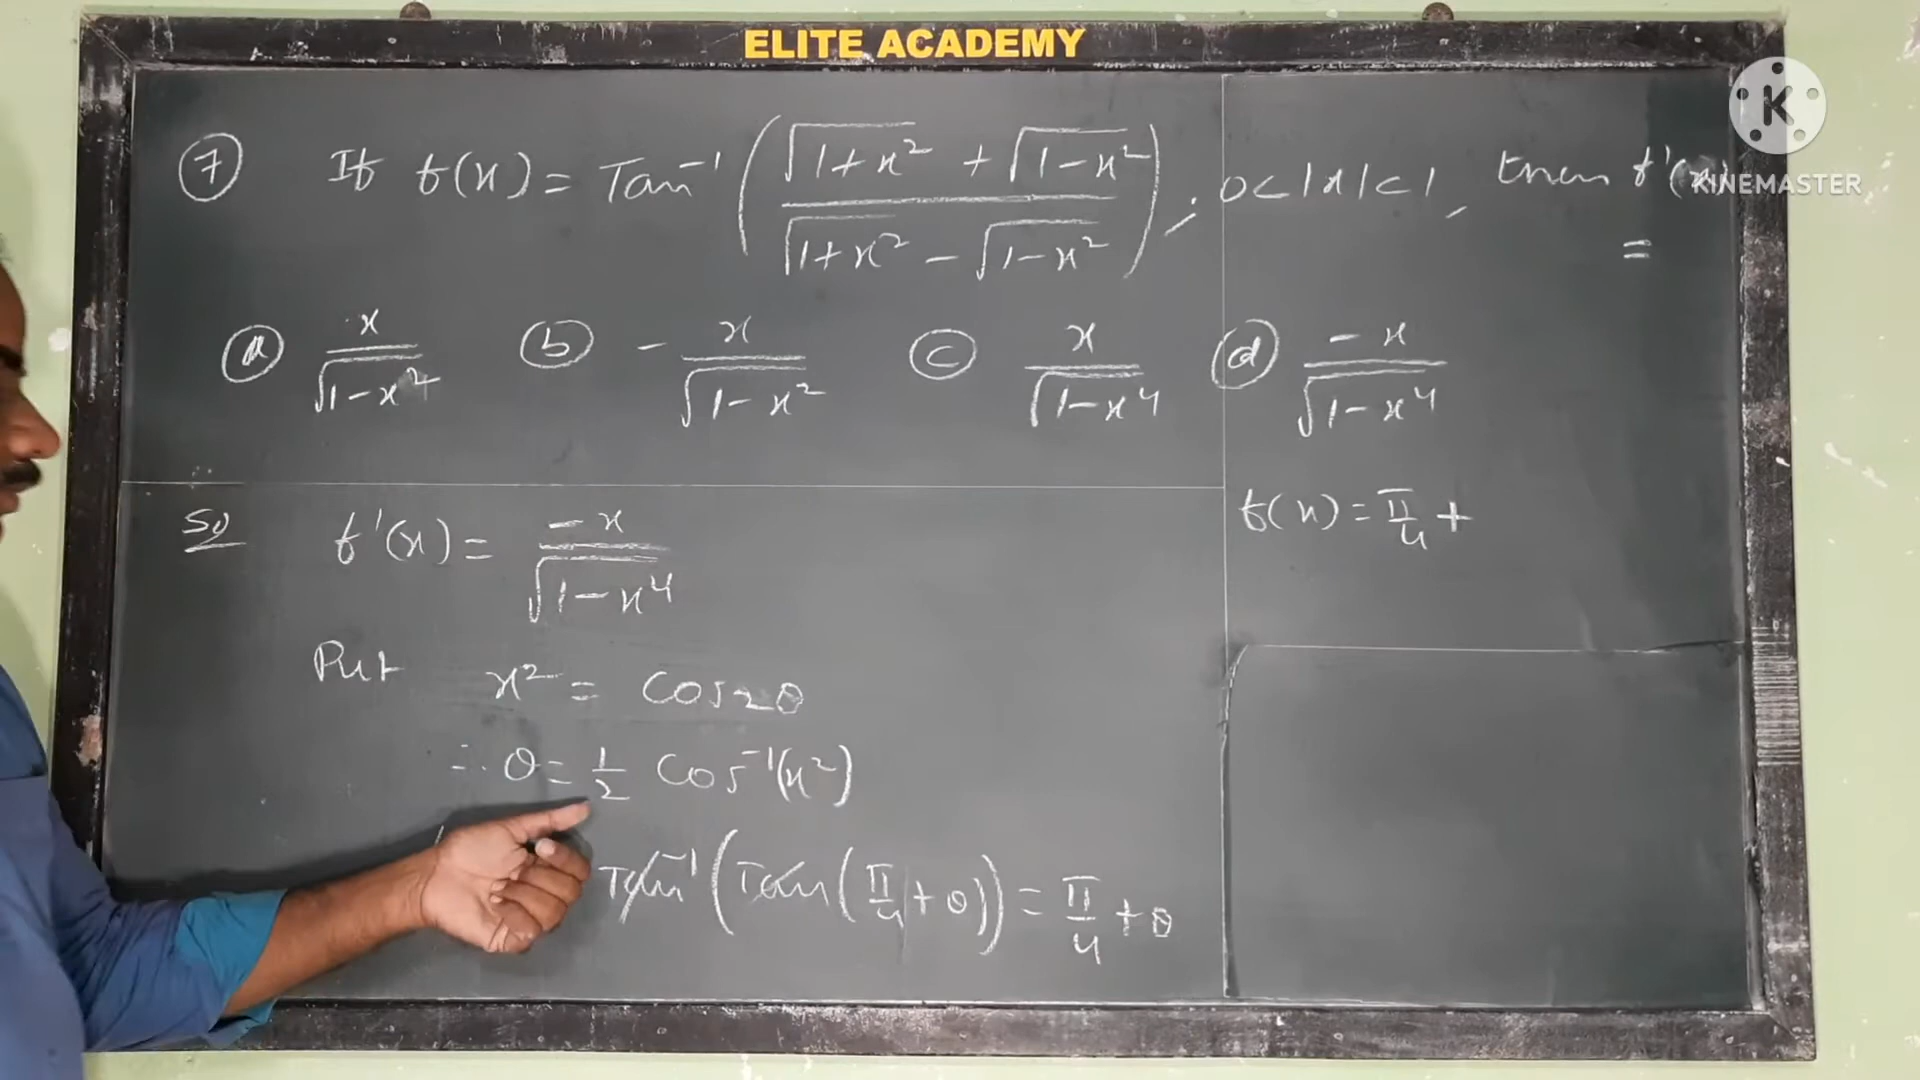 ELITE ACADEMY
K
KINEMASTER
⑦ If f(x) = Tan⁻¹ ( (√(1+x²) + √(1-x²)) / (√(1+x²) - √(1-x²)) ), 0<|x|<1, then f'(x)
=
ⓐ x/√(1-x²) ⓑ - x/√(1-x²) ⓒ x/√(1-x⁴) ⓓ -x/√(1-x⁴)
So f'(x) = -x/√(1-x⁴)
f(x) = π/4 +
Put x² = Cos2θ
∴ θ = 1/2 Cos⁻¹(x²)
Tan⁻¹(Tan(π/4 + θ)) = π/4 + θ